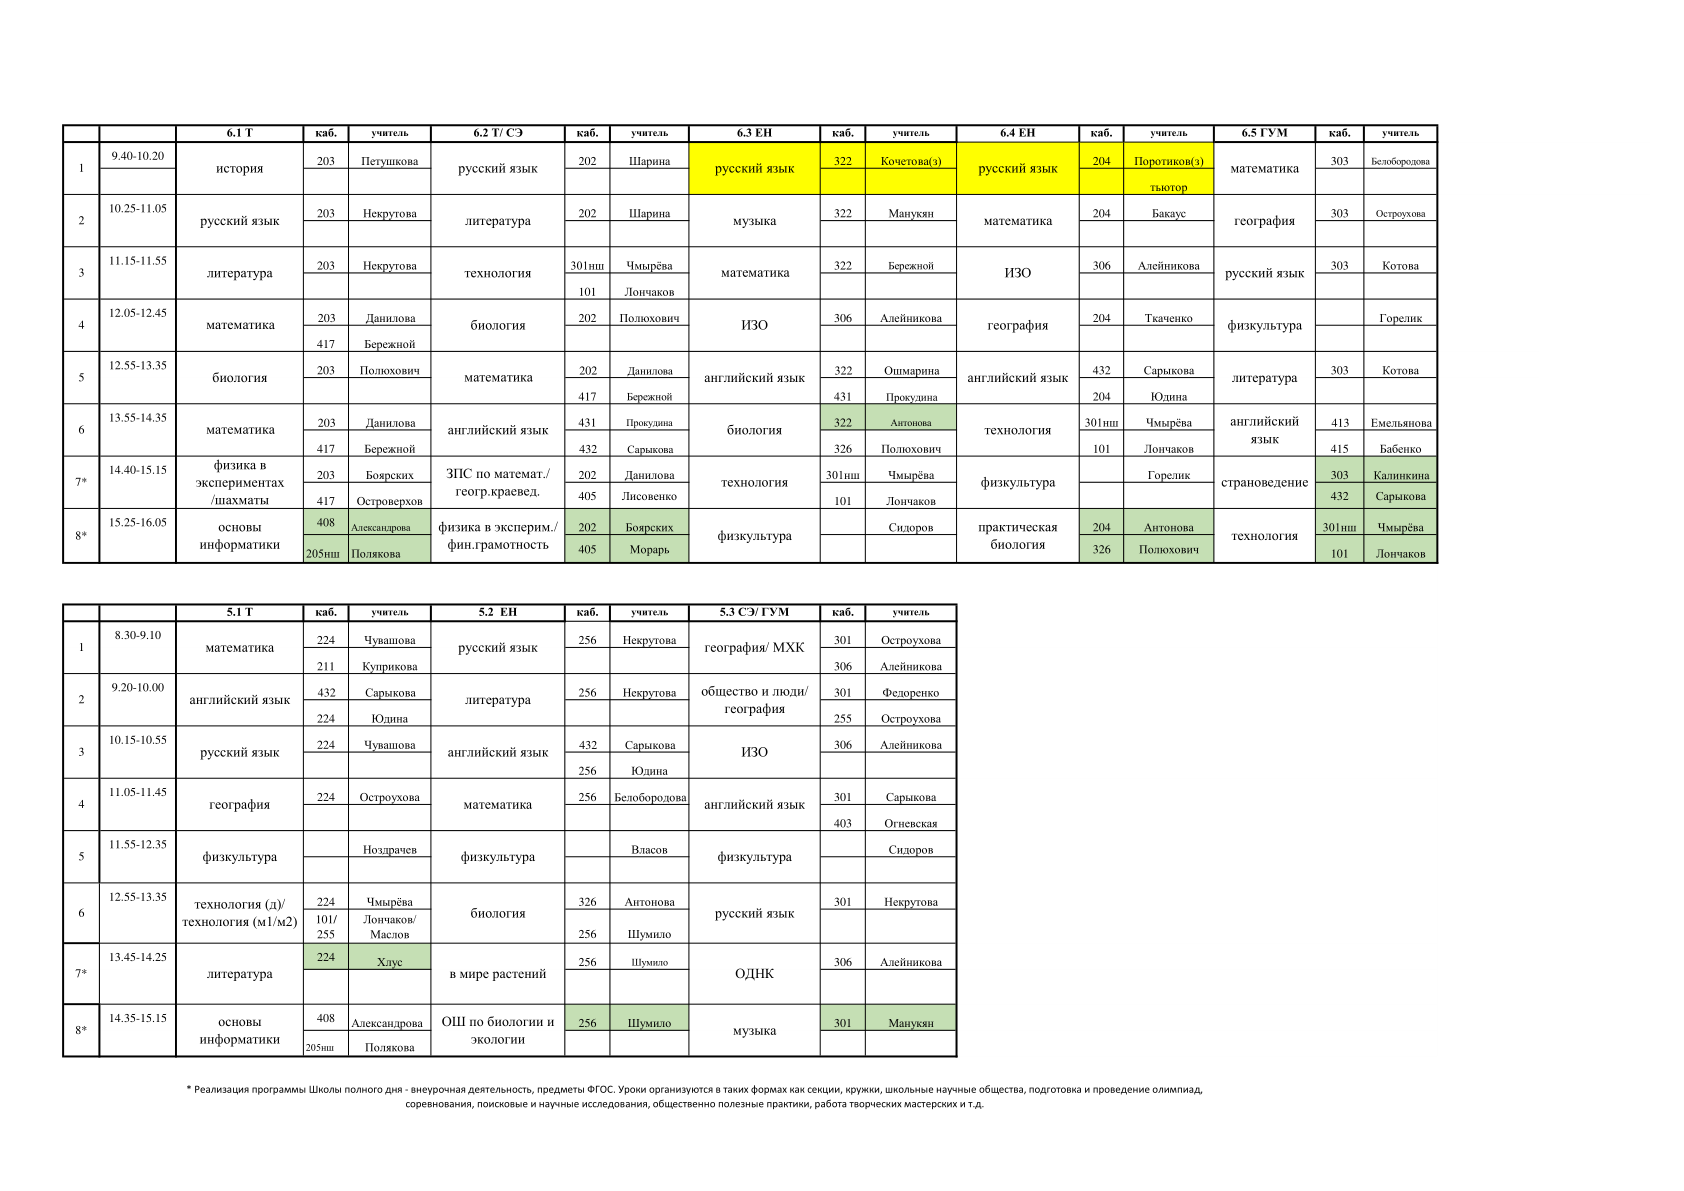 6.1 Т каб. учитель 6.2 Т/ СЭ каб. учитель 6.3 ЕН каб. учитель 6.4 ЕН каб. учитель 6.5 ГУМ каб. учитель
1 9.40-10.20 история 203 Петушкова русский язык 202 Шарина русский язык 322 Кочетова(з) русский язык 204 Поротиков(з) математика 303 Белобородова
тьютор
2 10.25-11.05 русский язык 203 Некрутова литература 202 Шарина музыка 322 Манукян математика 204 Бакаус география 303 Остроухова
3 11.15-11.55 литература 203 Некрутова технология 301нш Чмырёва математика 322 Бережной ИЗО 306 Алейникова русский язык 303 Котова
101 Лончаков
4 12.05-12.45 математика 203 Данилова биология 202 Полюхович ИЗО 306 Алейникова география 204 Ткаченко физкультура Горелик
417 Бережной
5 12.55-13.35 биология 203 Полюхович математика 202 Данилова английский язык 322 Ошмарина английский язык 432 Сарыкова литература 303 Котова
417 Бережной 431 Прокудина 204 Юдина
6 13.55-14.35 математика 203 Данилова английский язык 431 Прокудина биология 322 Антонова технология 301нш Чмырёва английский язык 413 Емельянова
417 Бережной 432 Сарыкова 326 Полюхович 101 Лончаков 415 Бабенко
7* 14.40-15.15 физика в экспериментах /шахматы 203 Боярских ЗПС по математ./ геогр.краевед. 202 Данилова технология 301нш Чмырёва физкультура Горелик страноведение 303 Калинкина
417 Островерхов 405 Лисовенко 101 Лончаков 432 Сарыкова
8* 15.25-16.05 основы информатики 408 Александрова физика в эксперим./ фин.грамотность 202 Боярских физкультура Сидоров практическая биология 204 Антонова технология 301нш Чмырёва
205нш Полякова 405 Морарь 326 Полюхович 101 Лончаков
5.1 Т каб. учитель 5.2 ЕН каб. учитель 5.3 СЭ/ ГУМ каб. учитель
1 8.30-9.10 математика 224 Чувашова русский язык 256 Некрутова география/ МХК 301 Остроухова
211 Куприкова 306 Алейникова
2 9.20-10.00 английский язык 432 Сарыкова литература 256 Некрутова общество и люди/ география 301 Федоренко
224 Юдина 255 Остроухова
3 10.15-10.55 русский язык 224 Чувашова английский язык 432 Сарыкова ИЗО 306 Алейникова
256 Юдина
4 11.05-11.45 география 224 Остроухова математика 256 Белобородова английский язык 301 Сарыкова
403 Огневская
5 11.55-12.35 физкультура Ноздрачев физкультура Власов физкультура Сидоров
6 12.55-13.35 технология (д)/ технология (м1/м2) 224 Чмырёва биология 326 Антонова русский язык 301 Некрутова
101/ 255 Лончаков/ Маслов 256 Шумило
7* 13.45-14.25 литература 224 Хлус в мире растений 256 Шумило ОДНК 306 Алейникова
8* 14.35-15.15 основы информатики 408 Александрова ОШ по биологии и экологии 256 Шумило музыка 301 Манукян
205нш Полякова
* Реализация программы Школы полного дня - внеурочная деятельность, предметы ФГОС. Уроки организуются в таких формах как секции, кружки, школьные научные общества, подготовка и проведение олимпиад,
соревнования, поисковые и научные исследования, общественно полезные практики, работа творческих мастерских и т.д.